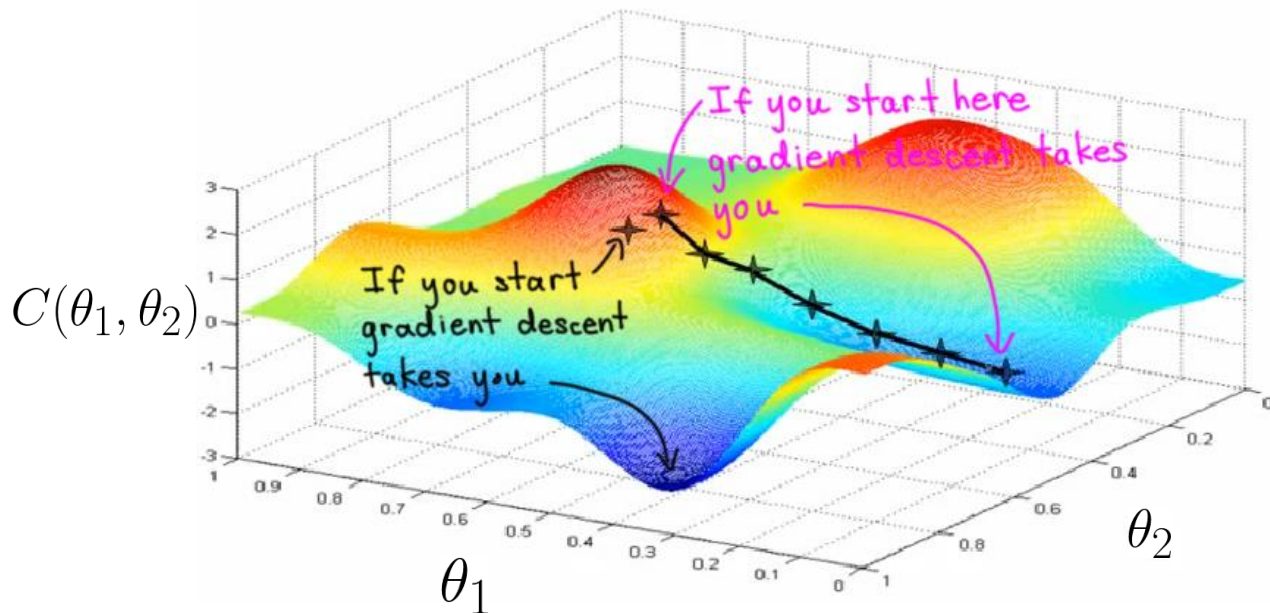 If you start here
gradient descent takes
you
If you start
gradient descent
takes you
C(θ₁, θ₂)
3
2
1
0
-1
-2
-3
1
0.9
0.8
0.7
0.6
0.5
0.4
0.3
0.2
0.1
0
θ₁
1
0.8
0.6
0.4
0.2
0
θ₂